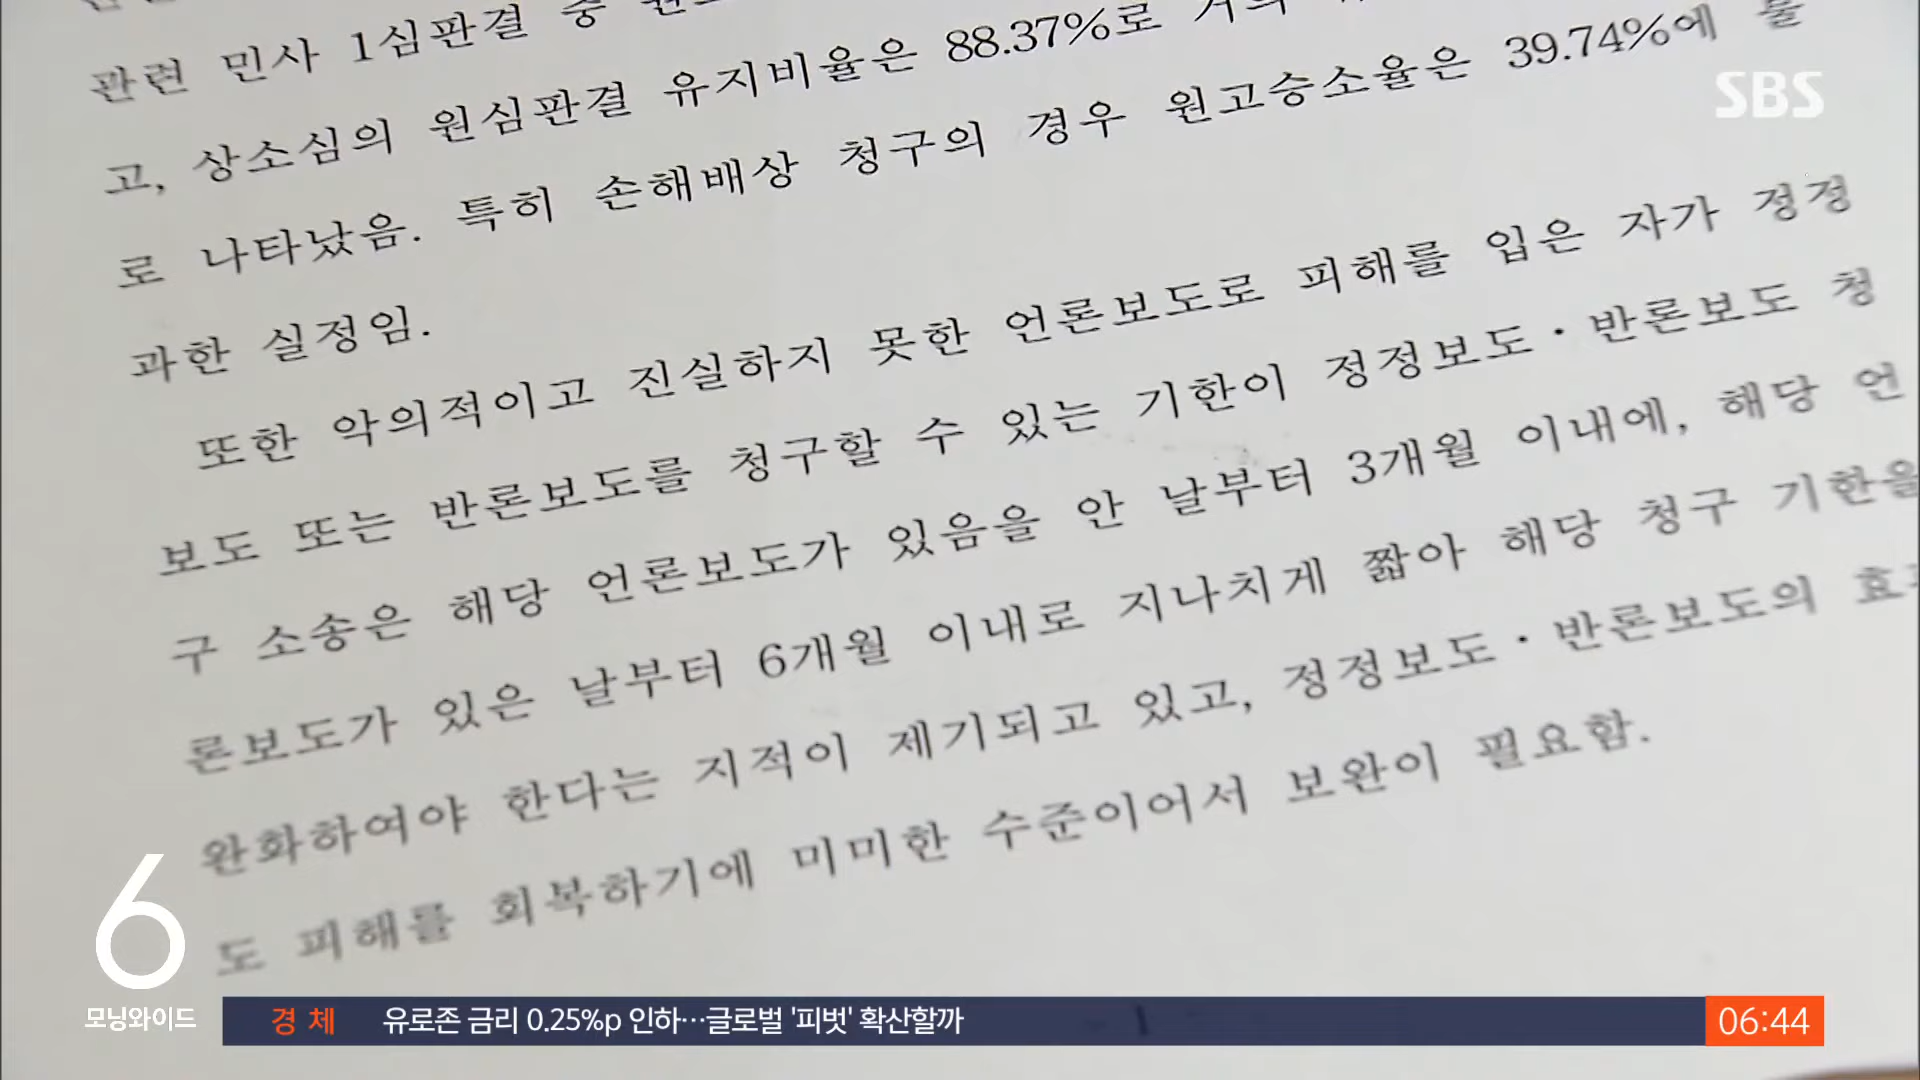 관련 민사 1심판결 중
고, 상소심의 원심판결 유지비율은 88.37%로 거의
로 나타났음. 특히 손해배상 청구의 경우 원고승소율은 39.74%에 불
과한 실정임.
또한 악의적이고 진실하지 못한 언론보도로 피해를 입은 자가 정정
보도 또는 반론보도를 청구할 수 있는 기한이 정정보도·반론보도 청
구 소송은 해당 언론보도가 있음을 안 날부터 3개월 이내에, 해당 언
론보도가 있은 날부터 6개월 이내로 지나치게 짧아 해당 청구 기한을
완화하여야 한다는 지적이 제기되고 있고, 정정보도·반론보도의
도 피해를 회복하기에 미미한 수준이어서 보완이 필요함.
SBS
6
모닝와이드
경제 유로존 금리 0.25%p 인하…글로벌 '피벗' 확산할까
06:44